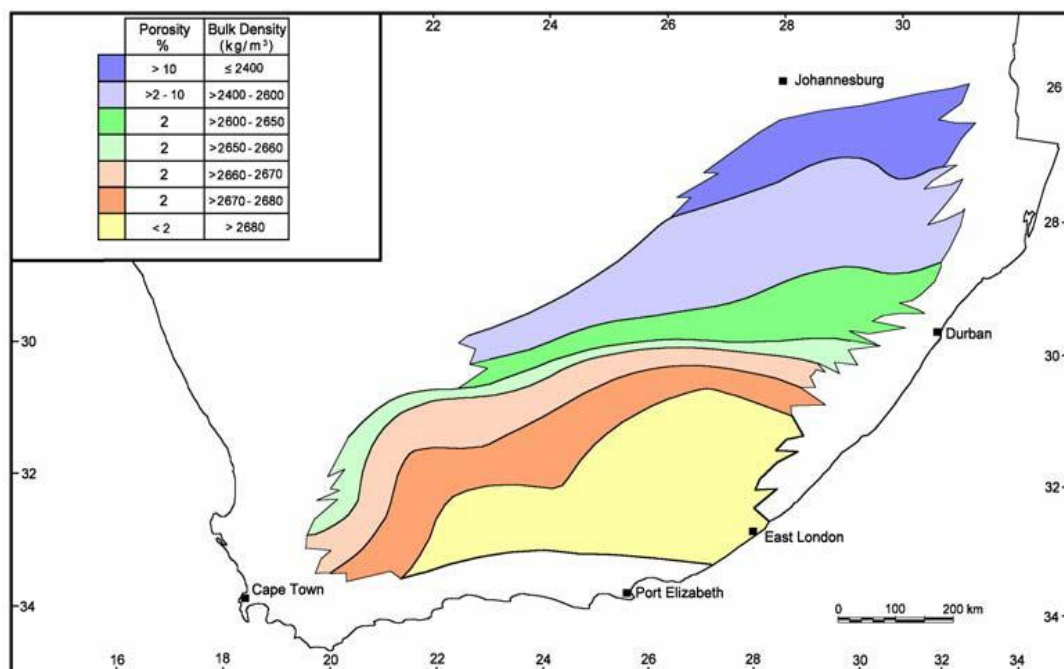 22 24 26 28 30
Porosity % Bulk Density (kg/m³)
> 10 ≤ 2400
>2 - 10 >2400 - 2600
2 >2600 - 2650
2 >2650 - 2660
2 >2660 - 2670
2 >2670 - 2680
< 2 > 2680
Johannesburg
26
28
28
30
Durban
30
32
32
East London
Cape Town
Port Elizabeth
34
34
0 100 200 km
16 20 22 24 26 28 30 32 34